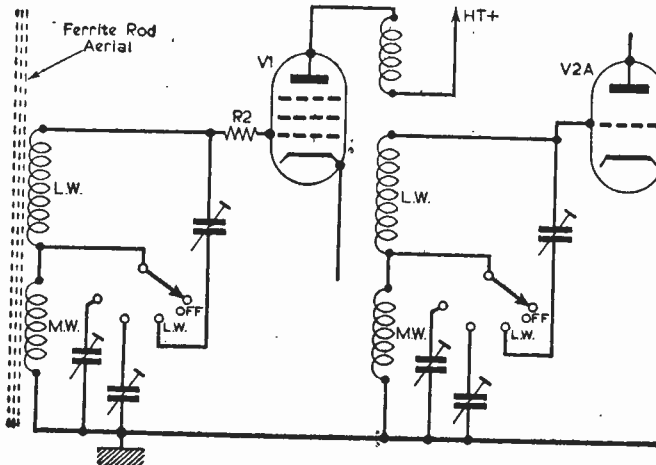 Ferrite Rod
Aerial
HT+
V1
V2A
R2
L.W.
L.W.
OFF
OFF
M.W.
L.W.
M.W.
L.W.